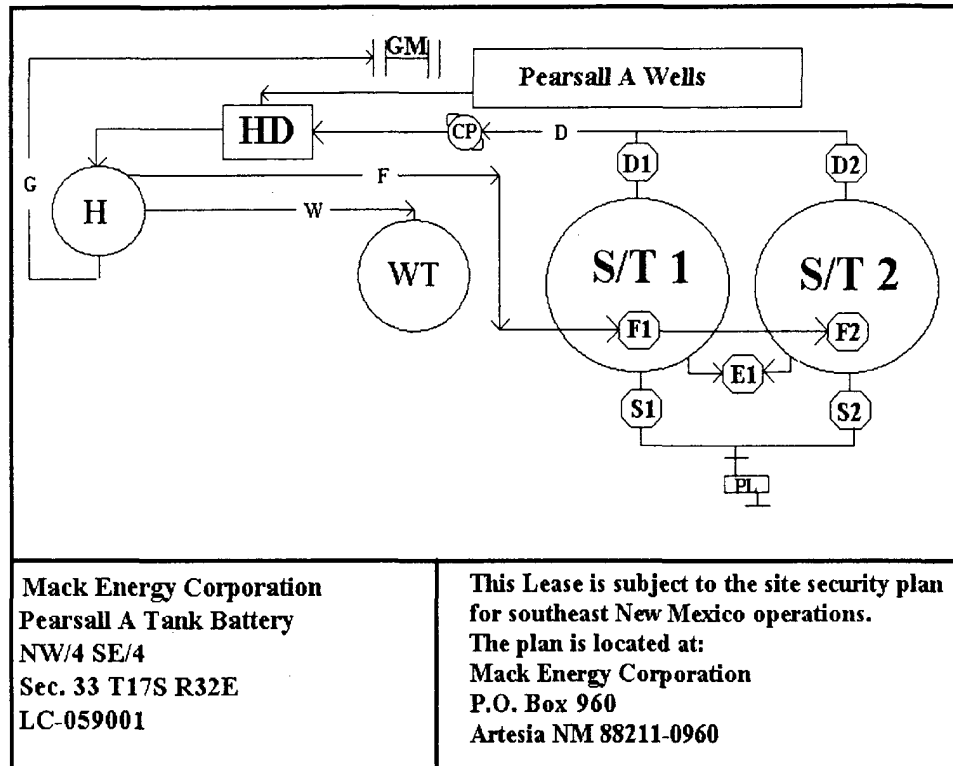 GM
Pearsall A Wells
HD
CP
D
D1
D2
G
H
F
W
WT
S/T 1
S/T 2
F1
F2
E1
S1
S2
PL
Mack Energy Corporation
Pearsall A Tank Battery
NW/4 SE/4
Sec. 33 T17S R32E
LC-059001
This Lease is subject to the site security plan
for southeast New Mexico operations.
The plan is located at:
Mack Energy Corporation
P.O. Box 960
Artesia NM 88211-0960